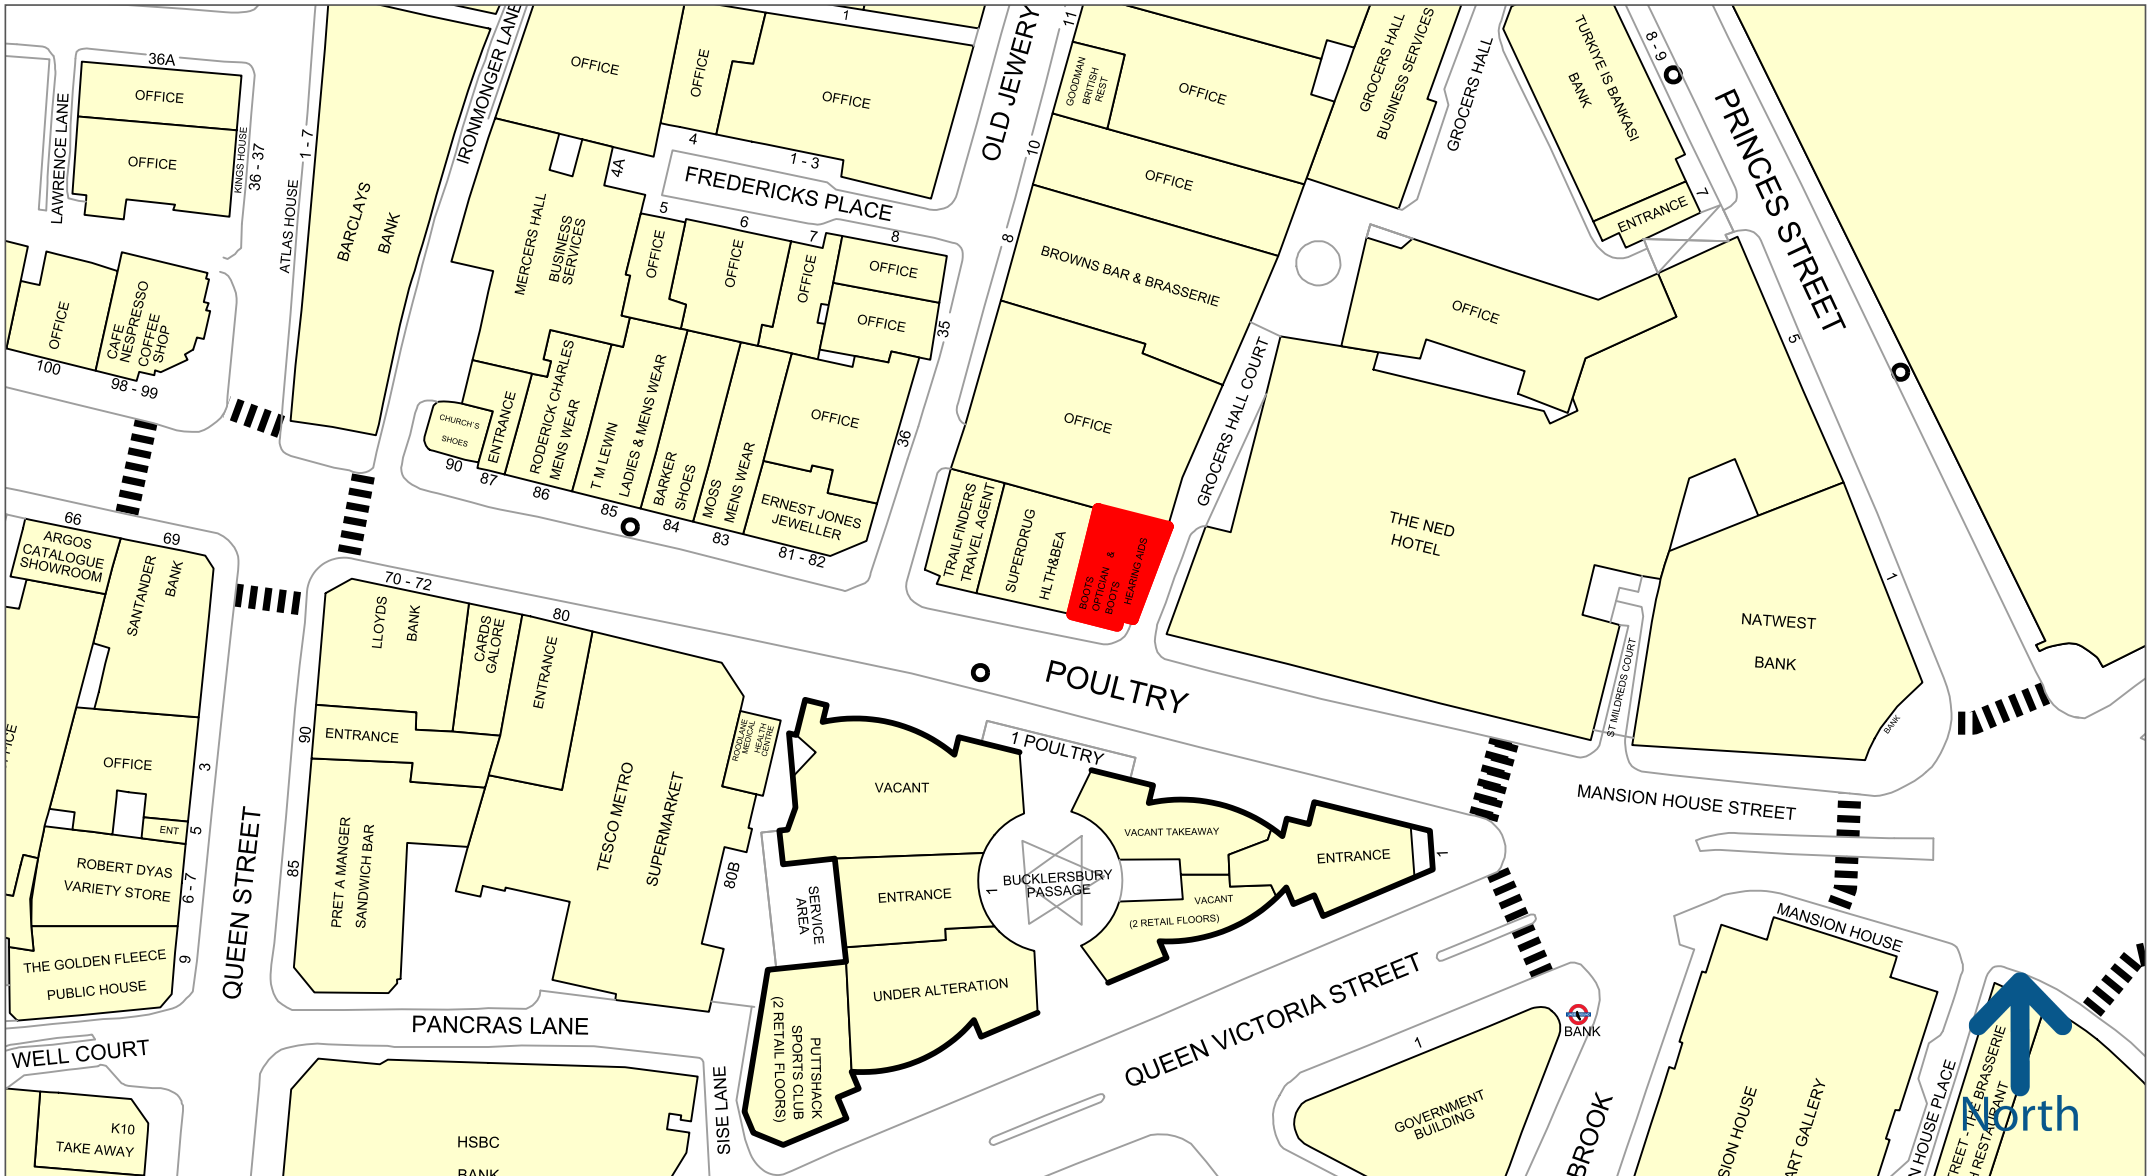 36A
OFFICE
OFFICE
LAWRENCE LANE
KINGS HOUSE
36 - 37
ATLAS HOUSE
1 - 7
BARCLAYS
BANK
IRONMONGER LANE
OFFICE
OFFICE
1
OFFICE
4
1 - 3
4A
FREDERICKS PLACE
OLD JEWERY
11
10
8
GOODMAN
BRITISH
REST
OFFICE
OFFICE
BROWNS BAR & BRASSERIE
OFFICE
GROCERS HALL
BUSINESS SERVICES
GROCERS HALL
TURKIYE IS BANKASI
BANK
8 - 9
7
ENTRANCE
PRINCES STREET
5
1
OFFICE
OFFICE
CAFE
NESPRESSO
COFFEE
SHOP
100
98 - 99
MERCERS HALL
BUSINESS
SERVICES
5
6
7
8
OFFICE
OFFICE
OFFICE
OFFICE
OFFICE
35
36
OFFICE
CHURCH'S
SHOES
ENTRANCE
RODERICK CHARLES
MENS WEAR
T M LEWIN
LADIES & MENS WEAR
BARKER
SHOES
MOSS
MENS WEAR
ERNEST JONES
JEWELLER
90
87
86
85
84
83
81 - 82
GROCERS HALL COURT
TRAILFINDERS
TRAVEL AGENT
SUPERDRUG
HLTH&BEA
BOOTS
OPTICIAN &
BOOTS
HEARING AIDS
THE NED
HOTEL
NATWEST
BANK
BANK
ST MILDREDS COURT
66
69
ARGOS
CATALOGUE
SHOWROOM
SANTANDER
BANK
70 - 72
80
LLOYDS
BANK
CARDS
GALORE
ENTRANCE
90
ENTRANCE
OFFICE
3
ENT
5
ROBERT DYAS
VARIETY STORE
6 - 7
THE GOLDEN FLEECE
PUBLIC HOUSE
9
QUEEN STREET
85
PRET A MANGER
SANDWICH BAR
TESCO METRO
SUPERMARKET
ROODLANE
MEDICAL
HEALTH
CENTRE
80B
POULTRY
1 POULTRY
VACANT
VACANT TAKEAWAY
ENTRANCE
1
BUCKLERSBURY
PASSAGE
1
ENTRANCE
VACANT
(2 RETAIL FLOORS)
SERVICE
AREA
UNDER ALTERATION
PUTTSHACK
SPORTS CLUB
(2 RETAIL FLOORS)
MANSION HOUSE STREET
MANSION HOUSE
QUEEN VICTORIA STREET
PANCRAS LANE
WELL COURT
SISE LANE
K10
TAKE AWAY
HSBC
BANK
1
GOVERNMENT
BUILDING
BANK
BROOK
SION HOUSE
ART GALLERY
N HOUSE PLACE
TREET - THE BRASSERIE
RESTAURANT
North